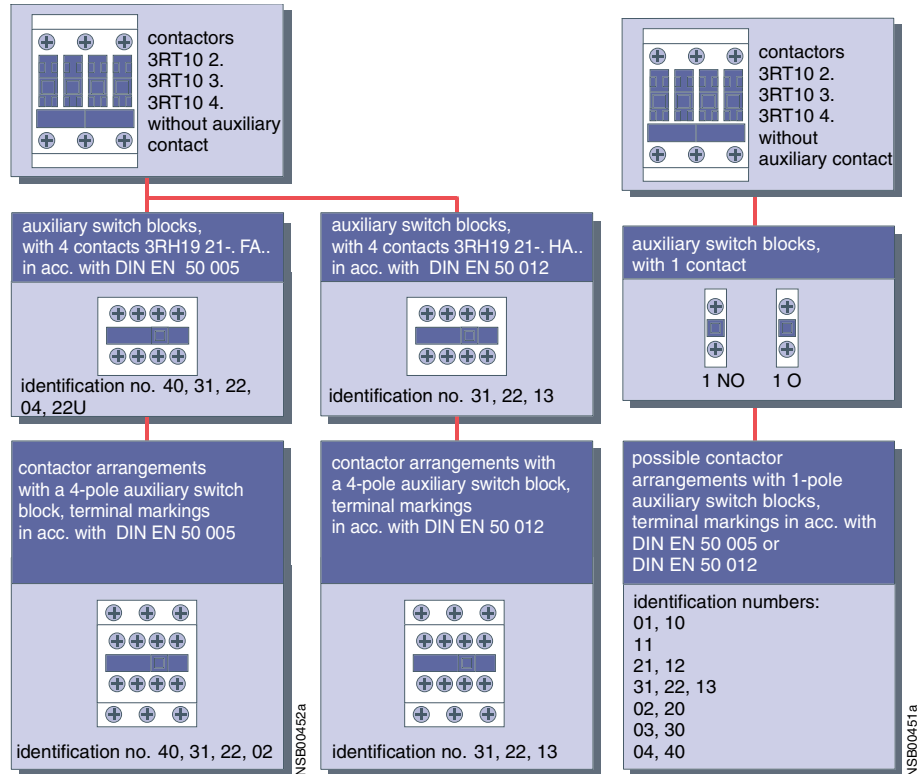 contactors
3RT10 2.
3RT10 3.
3RT10 4.
without auxiliary
contact
auxiliary switch blocks,
with 4 contacts 3RH19 21-. FA..
in acc. with DIN EN 50 005
identification no. 40, 31, 22,
04, 22U
contactor arrangements
with a 4-pole auxiliary switch
block, terminal markings
in acc. with DIN EN 50 005
identification no. 40, 31, 22, 02
auxiliary switch blocks,
with 4 contacts 3RH19 21-. HA..
in acc. with DIN EN 50 012
identification no. 31, 22, 13
contactor arrangements with
a 4-pole auxiliary switch block,
terminal markings
in acc. with DIN EN 50 012
identification no. 31, 22, 13
NSB00452a
contactors
3RT10 2.
3RT10 3.
3RT10 4.
without
auxiliary contact
auxiliary switch blocks,
with 1 contact
1 NO 1 O
possible contactor
arrangements with 1-pole
auxiliary switch blocks,
terminal markings in acc. with
DIN EN 50 005 or
DIN EN 50 012
identification numbers:
01, 10
11
21, 12
31, 22, 13
02, 20
03, 30
04, 40
NSB00451a